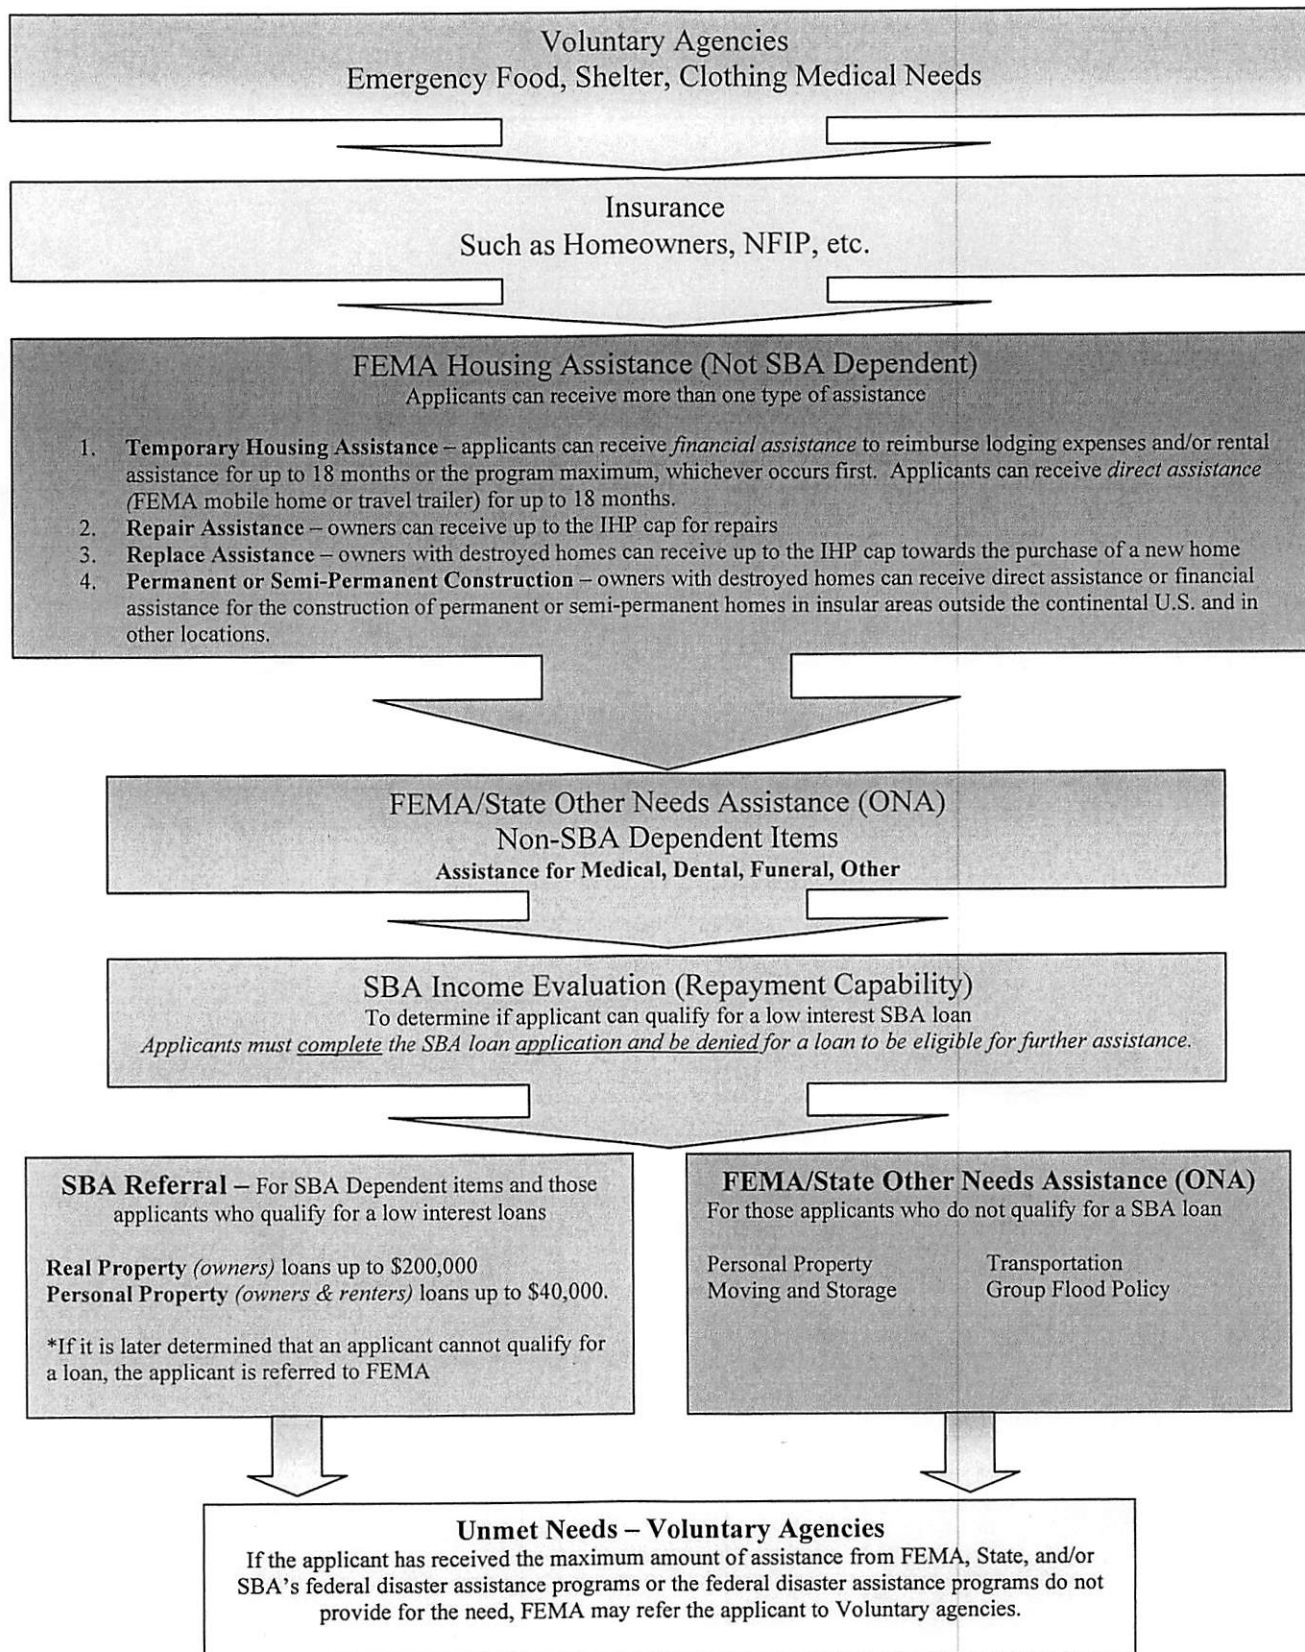 Voluntary Agencies
Emergency Food, Shelter, Clothing Medical Needs
Insurance
Such as Homeowners, NFIP, etc.
FEMA Housing Assistance (Not SBA Dependent)
Applicants can receive more than one type of assistance
1. Temporary Housing Assistance – applicants can receive financial assistance to reimburse lodging expenses and/or rental
assistance for up to 18 months or the program maximum, whichever occurs first. Applicants can receive direct assistance
(FEMA mobile home or travel trailer) for up to 18 months.
2. Repair Assistance – owners can receive up to the IHP cap for repairs
3. Replace Assistance – owners with destroyed homes can receive up to the IHP cap towards the purchase of a new home
4. Permanent or Semi-Permanent Construction – owners with destroyed homes can receive direct assistance or financial
assistance for the construction of permanent or semi-permanent homes in insular areas outside the continental U.S. and in
other locations.
FEMA/State Other Needs Assistance (ONA)
Non-SBA Dependent Items
Assistance for Medical, Dental, Funeral, Other
SBA Income Evaluation (Repayment Capability)
To determine if applicant can qualify for a low interest SBA loan
Applicants must complete the SBA loan application and be denied for a loan to be eligible for further assistance.
SBA Referral – For SBA Dependent items and those
applicants who qualify for a low interest loans
Real Property (owners) loans up to $200,000
Personal Property (owners & renters) loans up to $40,000.
*If it is later determined that an applicant cannot qualify for
a loan, the applicant is referred to FEMA
FEMA/State Other Needs Assistance (ONA)
For those applicants who do not qualify for a SBA loan
Personal Property Transportation
Moving and Storage Group Flood Policy
Unmet Needs – Voluntary Agencies
If the applicant has received the maximum amount of assistance from FEMA, State, and/or
SBA's federal disaster assistance programs or the federal disaster assistance programs do not
provide for the need, FEMA may refer the applicant to Voluntary agencies.